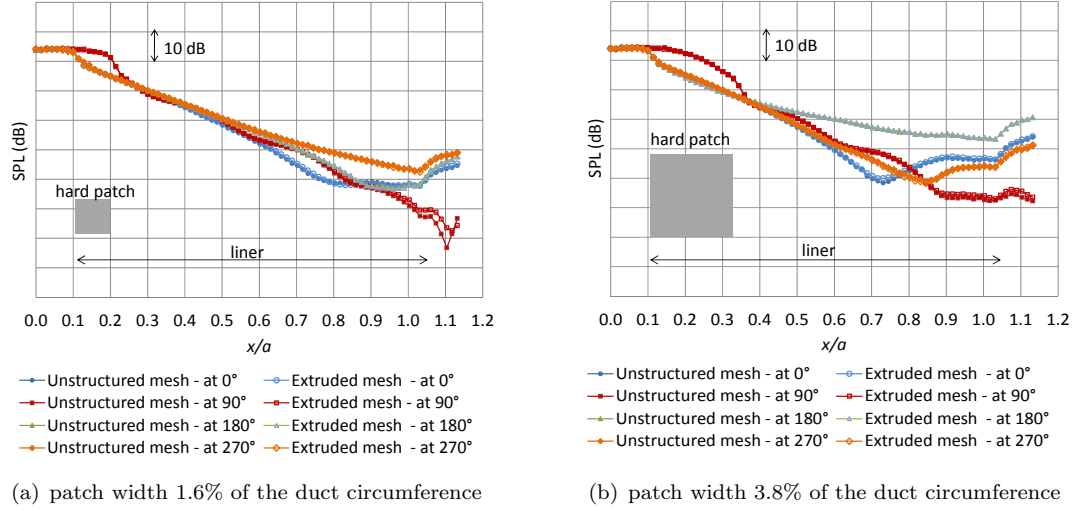 10 dB
SPL (dB)
hard patch
liner
0.0 0.1 0.2 0.3 0.4 0.5 0.6 0.7 0.8 0.9 1.0 1.1 1.2
x/a
Unstructured mesh - at 0° Extruded mesh - at 0°
Unstructured mesh - at 90° Extruded mesh - at 90°
Unstructured mesh - at 180° Extruded mesh - at 180°
Unstructured mesh - at 270° Extruded mesh - at 270°
(a) patch width 1.6% of the duct circumference
10 dB
SPL (dB)
hard patch
liner
0.0 0.1 0.2 0.3 0.4 0.5 0.6 0.7 0.8 0.9 1.0 1.1 1.2
x/a
Unstructured mesh - at 0° Extruded mesh - at 0°
Unstructured mesh - at 90° Extruded mesh - at 90°
Unstructured mesh - at 180° Extruded mesh - at 180°
Unstructured mesh - at 270° Extruded mesh - at 270°
(b) patch width 3.8% of the duct circumference